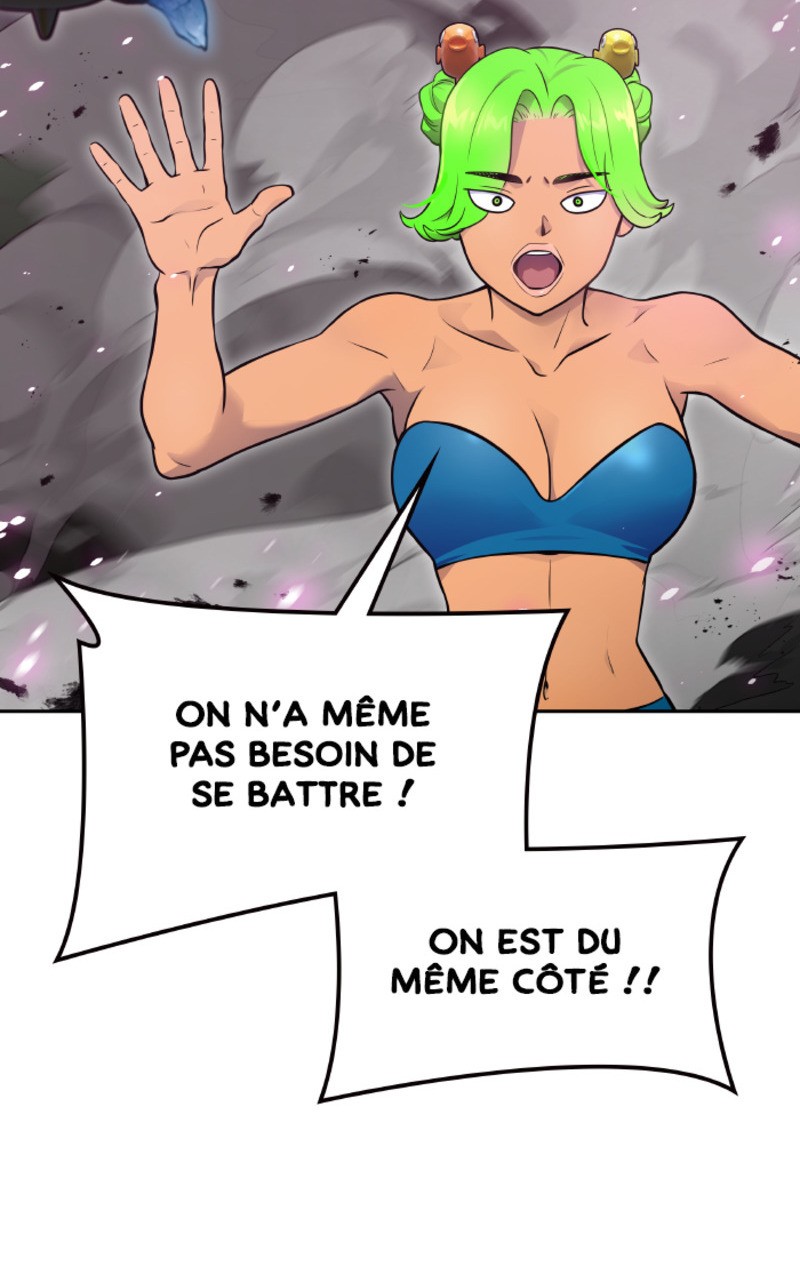 ON N'A MÊME
PAS BESOIN DE
SE BATTRE !
ON EST DU
MÊME CÔTÉ !!